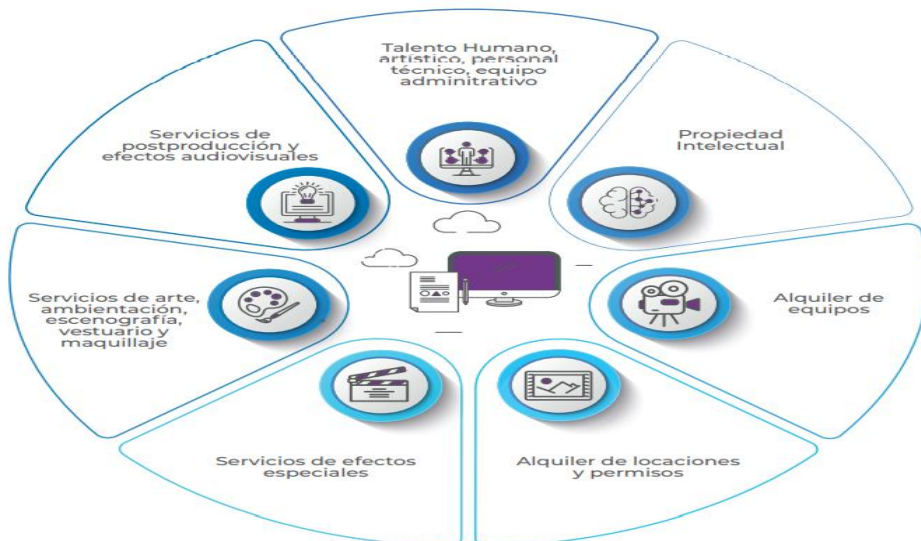 Talento Humano,
artístico, personal
técnico, equipo
adminitrativo
Propiedad
Intelectual
Alquiler de
equipos
Alquiler de locaciones
y permisos
Servicios de efectos
especiales
Servicios de arte,
ambientación,
escenografía,
vestuario y
maquillaje
Servicios de
postproducción y
efectos audiovisuales